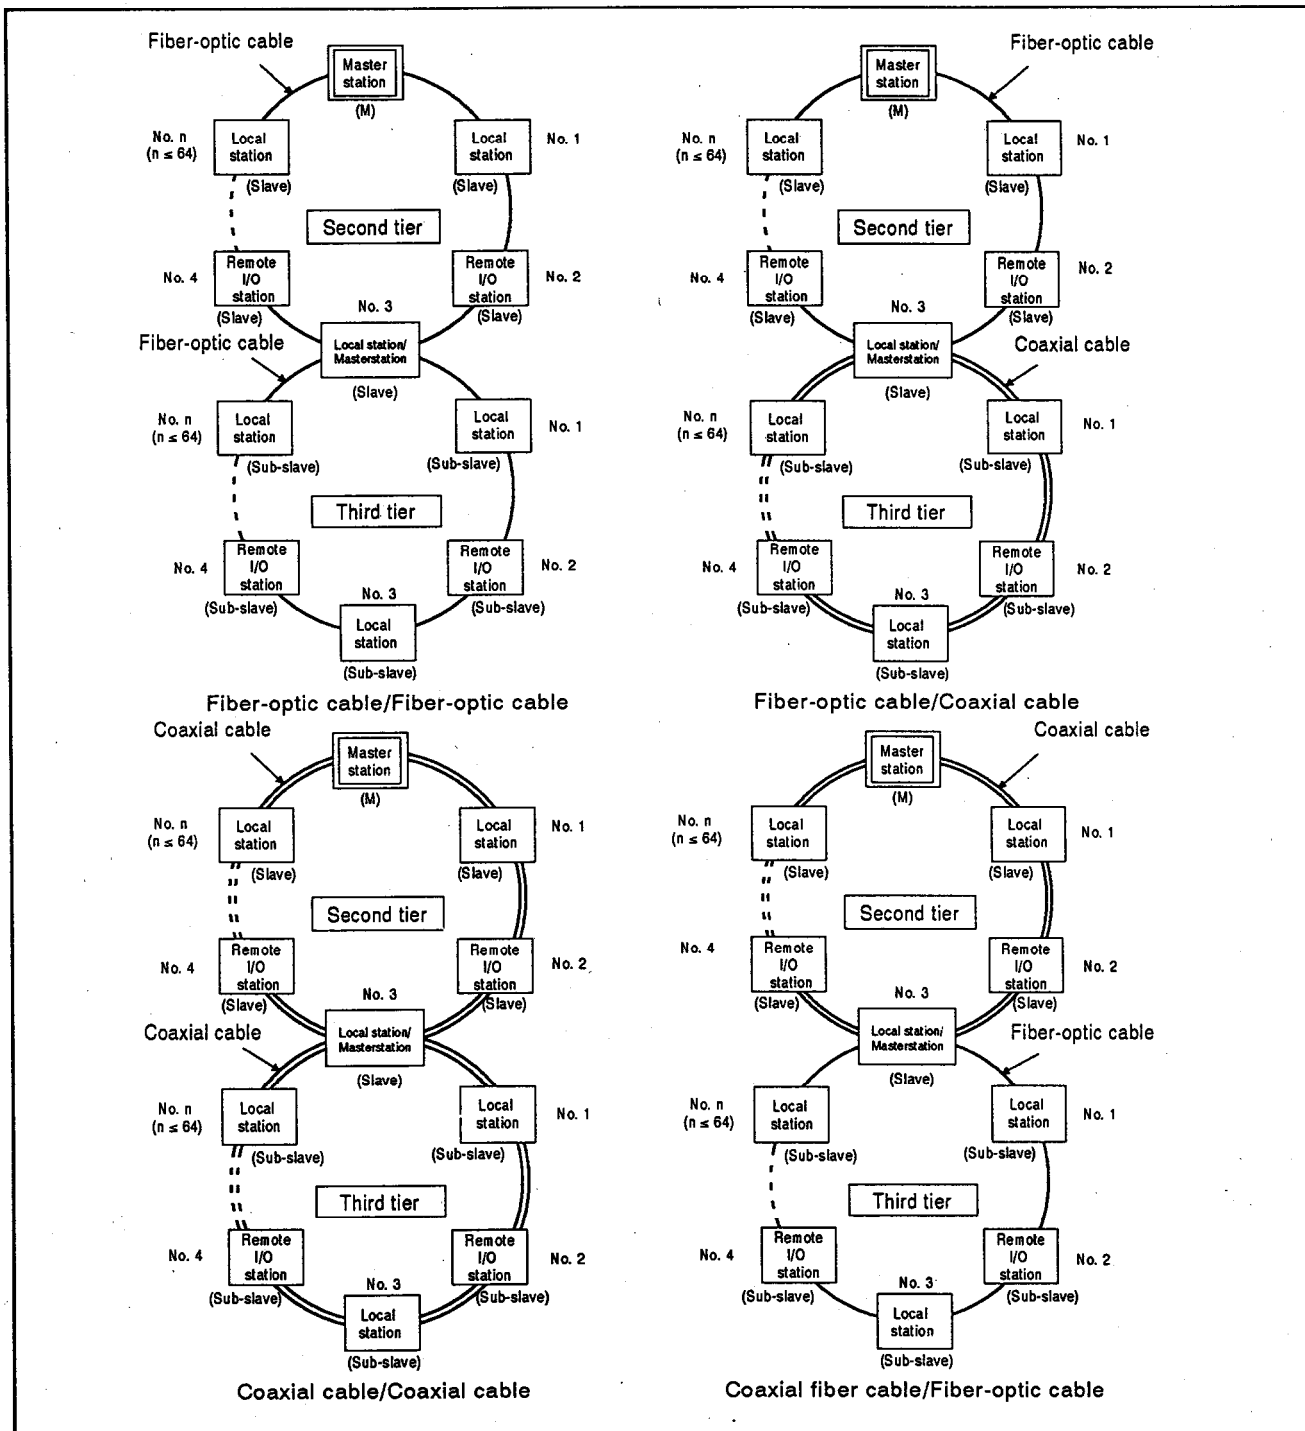 Fiber-optic cable
Master
station
(M)
No. n
(n ≤ 64)
Local
station
(Slave)
Local
station
(Slave)
No. 1
Second tier
No. 4
Remote
I/O
station
(Slave)
Remote
I/O
station
(Slave)
No. 2
No. 3
Local station/
Masterstation
(Slave)
Fiber-optic cable
No. n
(n ≤ 64)
Local
station
(Sub-slave)
Local
station
(Sub-slave)
No. 1
Third tier
No. 4
Remote
I/O
station
(Sub-slave)
Remote
I/O
station
(Sub-slave)
No. 2
No. 3
Local
station
(Sub-slave)
Fiber-optic cable/Fiber-optic cable
Fiber-optic cable
Master
station
(M)
No. n
(n ≤ 64)
Local
station
(Slave)
Local
station
(Slave)
No. 1
Second tier
No. 4
Remote
I/O
station
(Slave)
Remote
I/O
station
(Slave)
No. 2
No. 3
Local station/
Masterstation
(Slave)
Coaxial cable
No. n
(n ≤ 64)
Local
station
(Sub-slave)
Local
station
(Sub-slave)
No. 1
Third tier
No. 4
Remote
I/O
station
(Sub-slave)
Remote
I/O
station
(Sub-slave)
No. 2
No. 3
Local
station
(Sub-slave)
Fiber-optic cable/Coaxial cable
Coaxial cable
Master
station
(M)
No. n
(n ≤ 64)
Local
station
(Slave)
Local
station
(Slave)
No. 1
Second tier
No. 4
Remote
I/O
station
(Slave)
Remote
I/O
station
(Slave)
No. 2
No. 3
Local station/
Masterstation
(Slave)
Coaxial cable
No. n
(n ≤ 64)
Local
station
(Sub-slave)
Local
station
(Sub-slave)
No. 1
Third tier
No. 4
Remote
I/O
station
(Sub-slave)
Remote
I/O
station
(Sub-slave)
No. 2
No. 3
Local
station
(Sub-slave)
Coaxial cable/Coaxial cable
Coaxial cable
Master
station
(M)
No. n
(n ≤ 64)
Local
station
(Slave)
Local
station
(Slave)
No. 1
Second tier
No. 4
Remote
I/O
station
(Slave)
Remote
I/O
station
(Slave)
No. 2
No. 3
Local station/
Masterstation
(Slave)
Fiber-optic cable
No. n
(n ≤ 64)
Local
station
(Sub-slave)
Local
station
(Sub-slave)
No. 1
Third tier
No. 4
Remote
I/O
station
(Sub-slave)
Remote
I/O
station
(Sub-slave)
No. 2
No. 3
Local
station
(Sub-slave)
Coaxial fiber cable/Fiber-optic cable